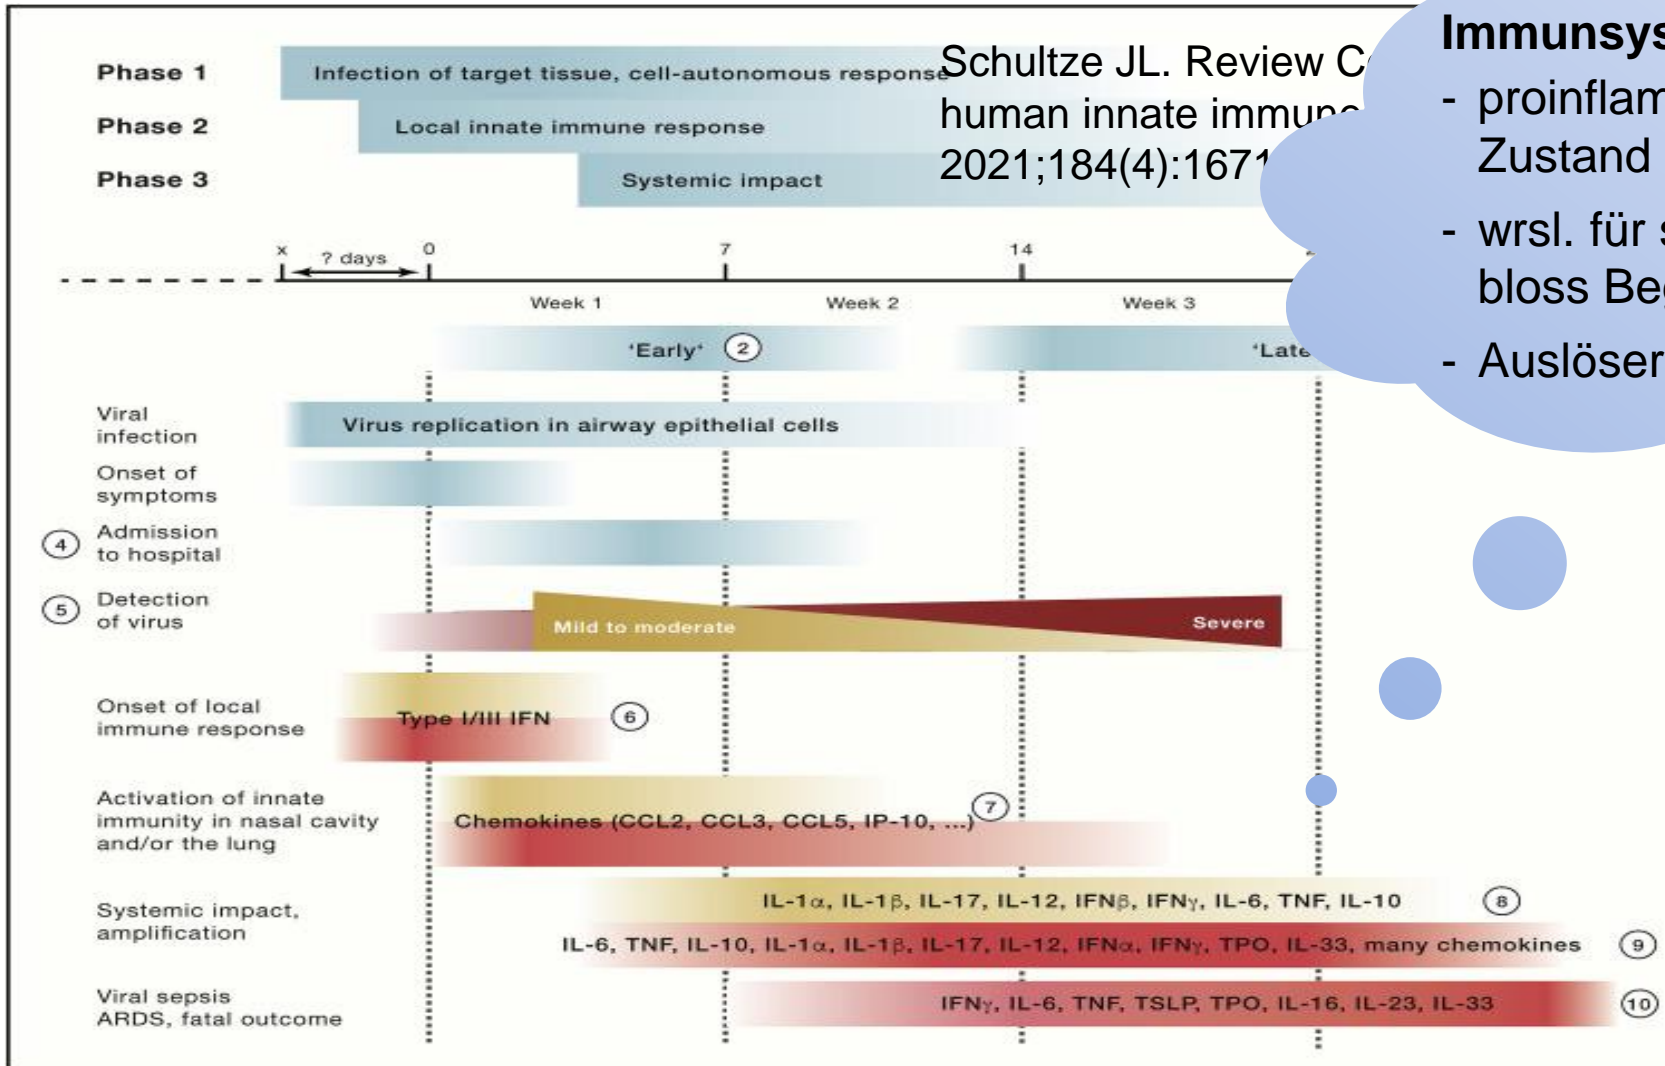 Phase 1
Infection of target tissue, cell-autonomous response
Phase 2
Local innate immune response
Phase 3
Systemic impact
Schultze JL. Review
human innate immune
2021;184(4):1671
- proinflam
Zustand
- wrsl. für
bloss
- Auslöser
x
? days
0
7
14
Week 1
Week 2
Week 3
'Early'
2
'Late
Viral
infection
Virus replication in airway epithelial cells
Onset of
symptoms
4
Admission
to hospital
5
Detection
of virus
Mild to moderate
Severe
Onset of local
immune response
Type I/III IFN
6
Activation of innate
immunity in nasal cavity
and/or the lung
Chemokines (CCL2, CCL3, CCL5, IP-10, ...)
7
Systemic impact,
amplification
IL-1α, IL-1β, IL-17, IL-12, IFNβ, IFNγ, IL-6, TNF, IL-10
8
IL-6, TNF, IL-10, IL-1α, IL-1β, IL-17, IL-12, IFNα, IFNγ, TPO, IL-33, many chemokines
9
Viral sepsis
ARDS, fatal outcome
IFNγ, IL-6, TNF, TSLP, TPO, IL-16, IL-23, IL-33
10